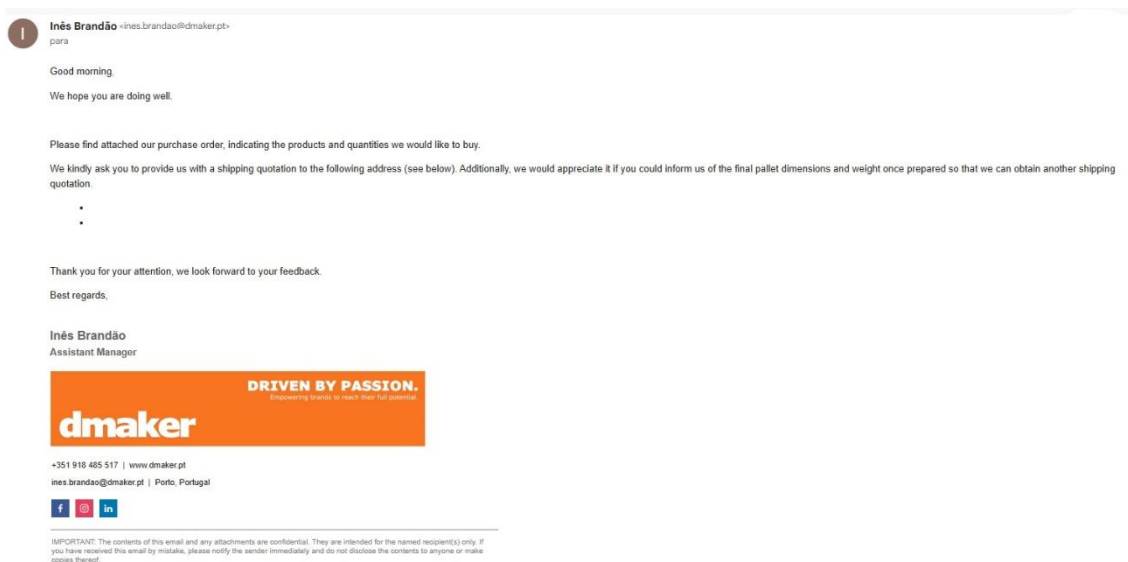 I
Inês Brandão <ines.brandao@dmaker.pt>
para
Good morning,
We hope you are doing well.
Please find attached our purchase order, indicating the products and quantities we would like to buy.
We kindly ask you to provide us with a shipping quotation to the following address (see below). Additionally, we would appreciate it if you could inform us of the final pallet dimensions and weight once prepared so that we can obtain another shipping
quotation.
•
•
Thank you for your attention, we look forward to your feedback.
Best regards,
Inês Brandão
Assistant Manager
DRIVEN BY PASSION.
Empowering brands to reach their full potential.
dmaker
+351 918 485 517 | www.dmaker.pt
ines.brandao@dmaker.pt | Porto, Portugal
f in
IMPORTANT: The contents of this email and any attachments are confidential. They are intended for the named recipient(s) only. If
you have received this email by mistake, please notify the sender immediately and do not disclose the contents to anyone or make
copies thereof.